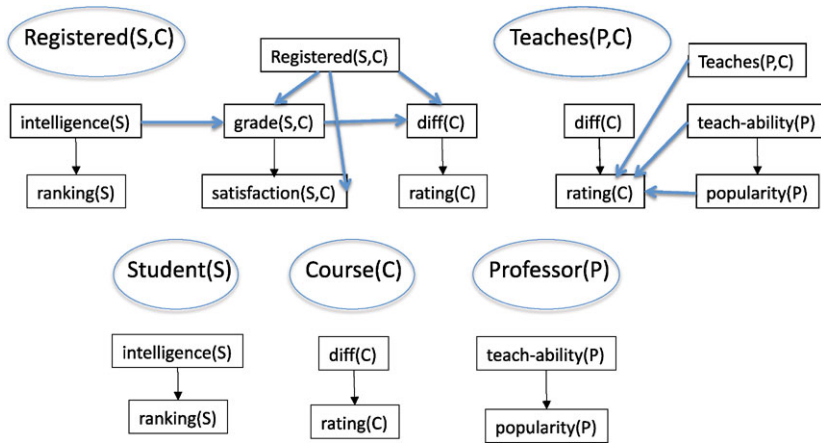 Registered(S,C)
Registered(S,C)
Teaches(P,C)
Teaches(P,C)
intelligence(S)
grade(S,C)
diff(C)
diff(C)
teach-ability(P)
ranking(S)
satisfaction(S,C)
rating(C)
rating(C)
popularity(P)
Student(S)
Course(C)
Professor(P)
intelligence(S)
diff(C)
teach-ability(P)
ranking(S)
rating(C)
popularity(P)